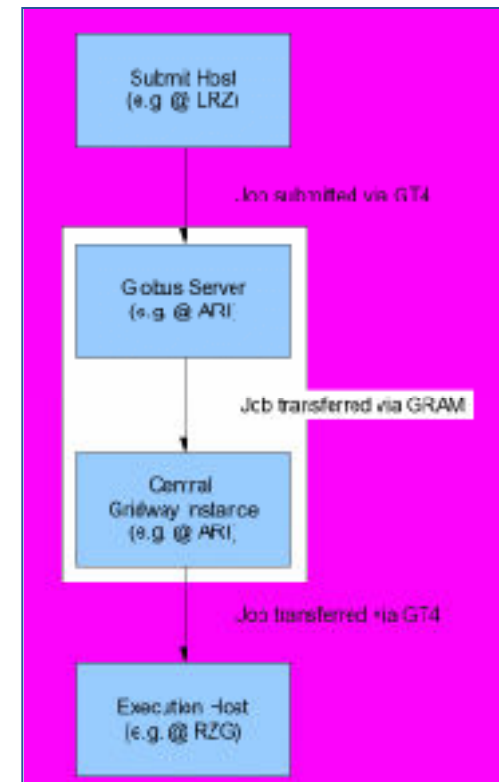 Submit Host
(e.g. @ LRZ)
Job submitted via GT4
Globus Server
(e.g. @ ARI)
Job transferred via GRAM
Central
Gridway Instance
(e.g. @ ARI)
Job transferred via GT4
Execution Host
(e.g. @ RZG)